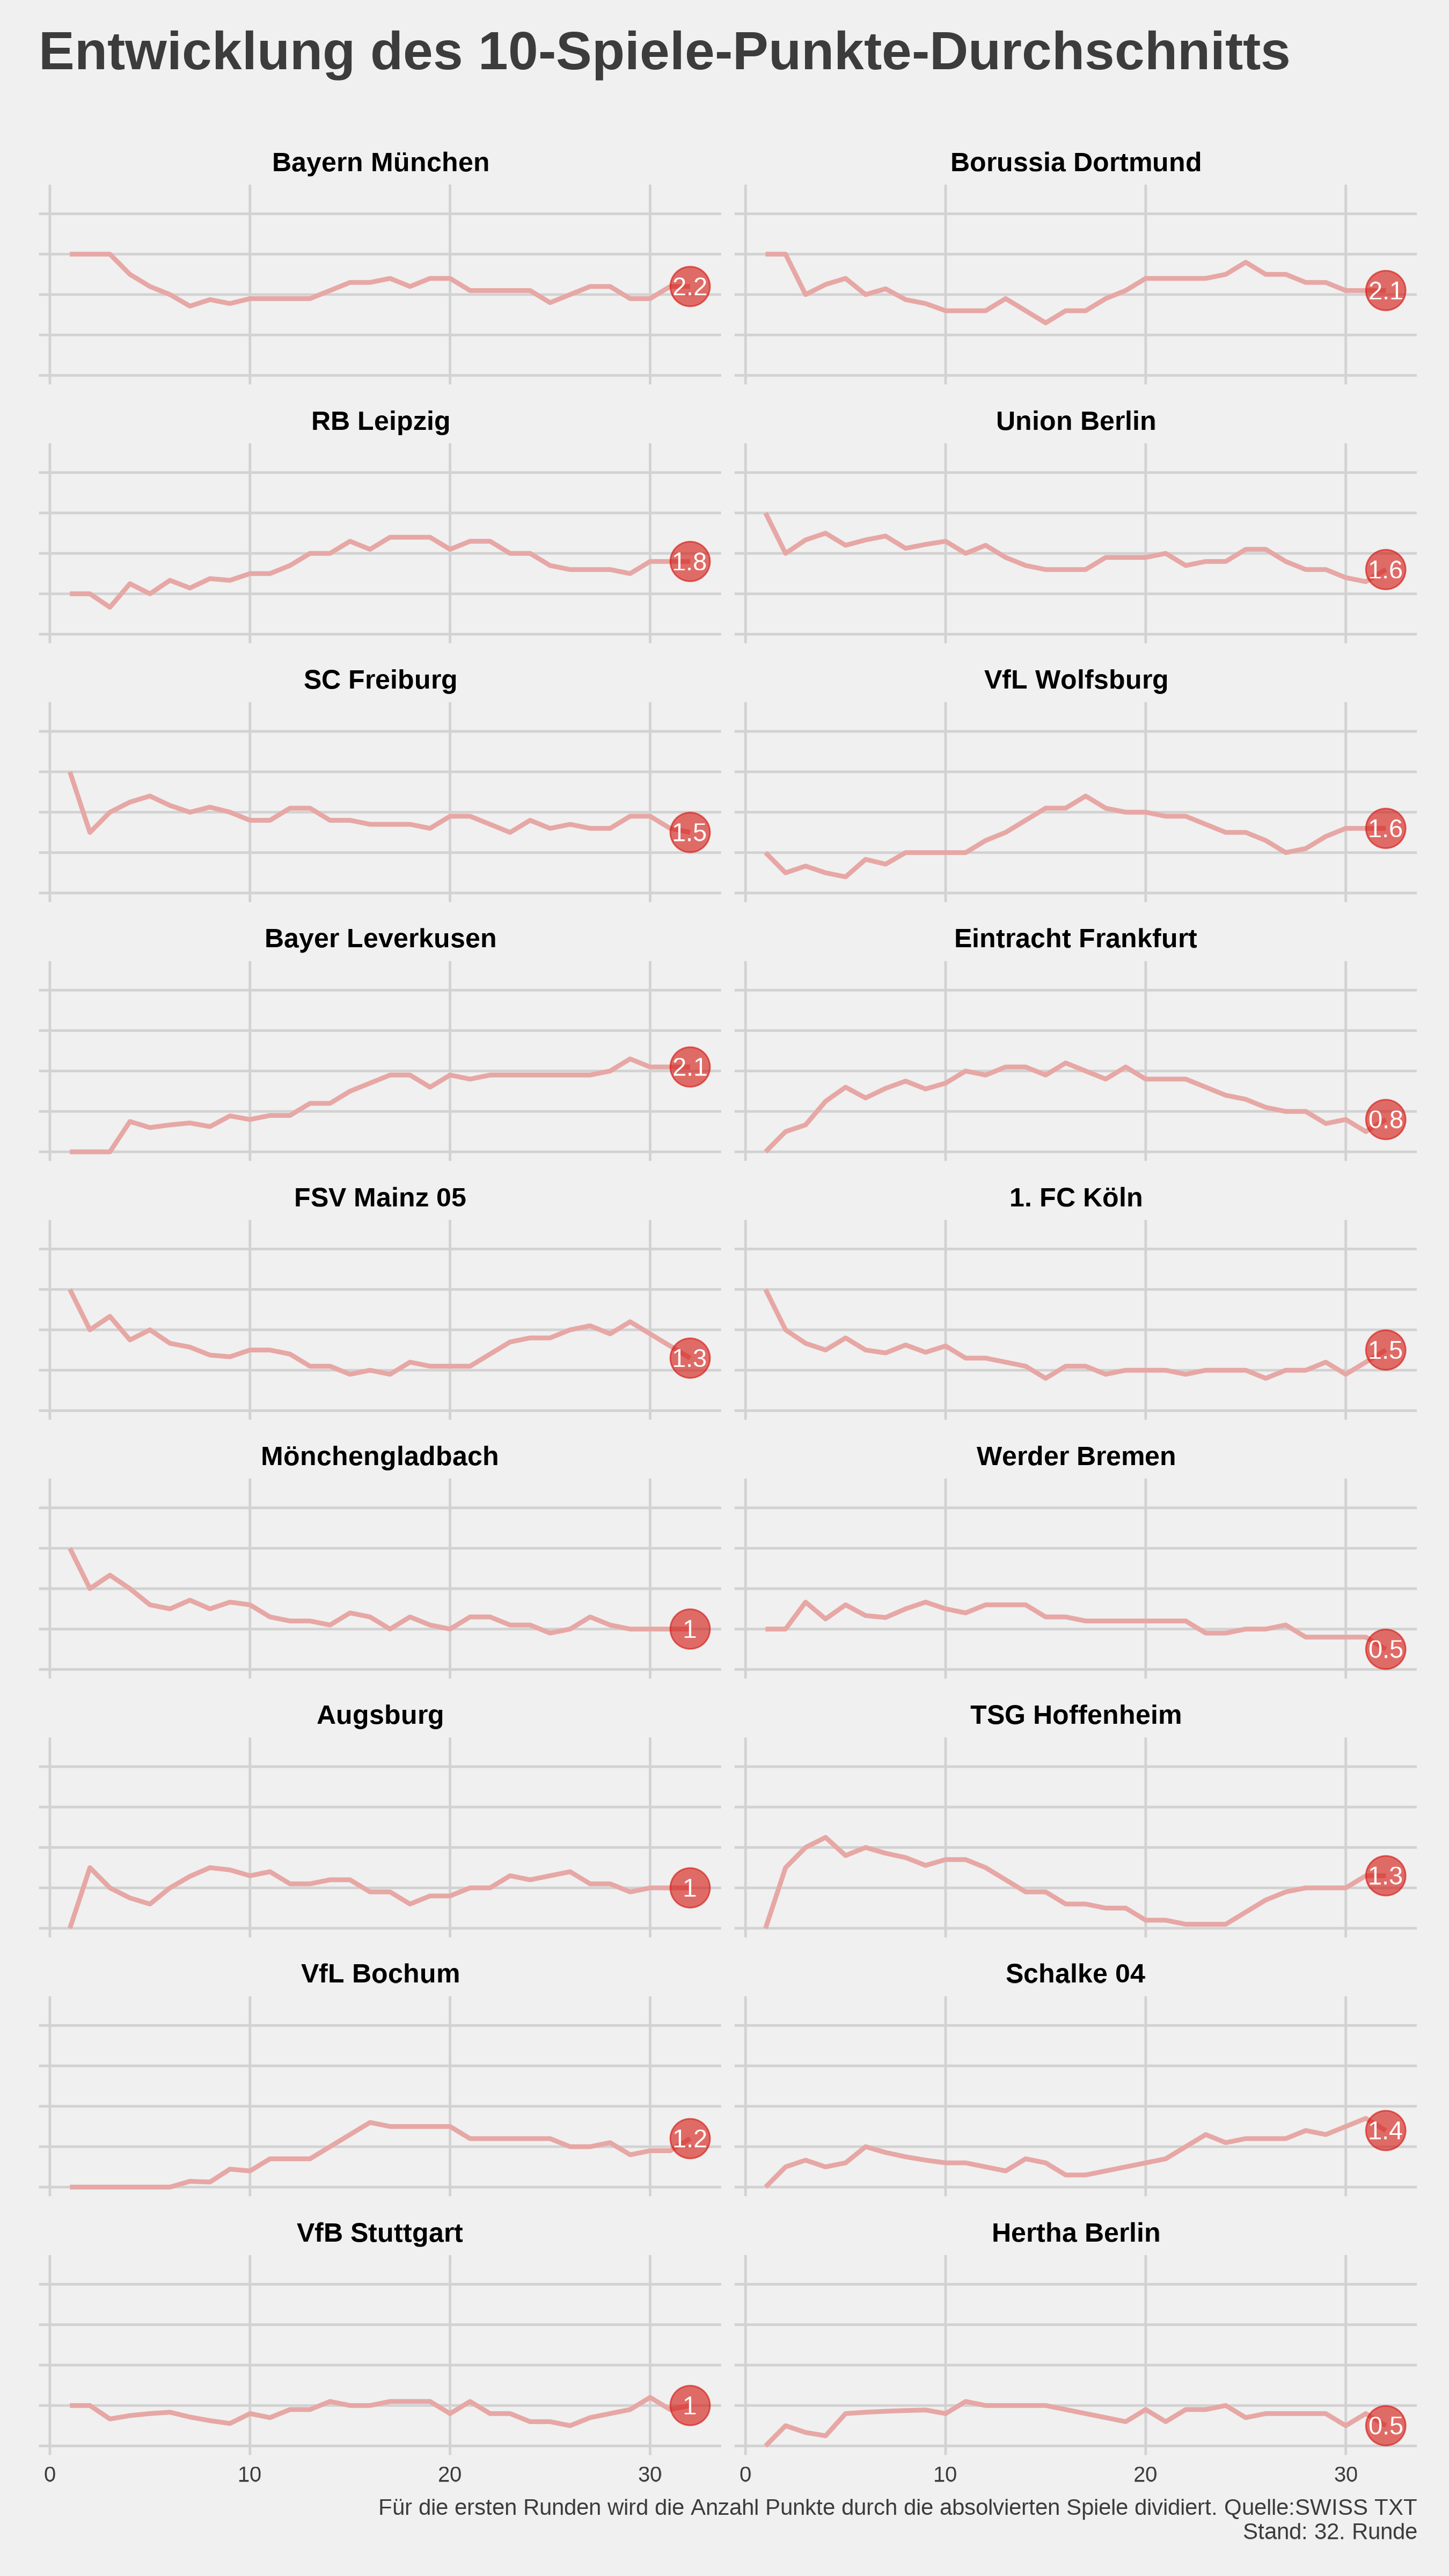 Entwicklung des 10-Spiele-Punkte-Durchschnitts
Bayern München
Borussia Dortmund
2.2
2.1
RB Leipzig
Union Berlin
1.8
1.6
SC Freiburg
VfL Wolfsburg
1.5
1.6
Bayer Leverkusen
Eintracht Frankfurt
2.1
0.8
FSV Mainz 05
1. FC Köln
1.3
1.5
Mönchengladbach
Werder Bremen
1
0.5
Augsburg
TSG Hoffenheim
1
1.3
VfL Bochum
Schalke 04
1.2
1.4
VfB Stuttgart
Hertha Berlin
1
0.5
0 10 20 30 0 10 20 30
Für die ersten Runden wird die Anzahl Punkte durch die absolvierten Spiele dividiert. Quelle:SWISS TXT
Stand: 32. Runde